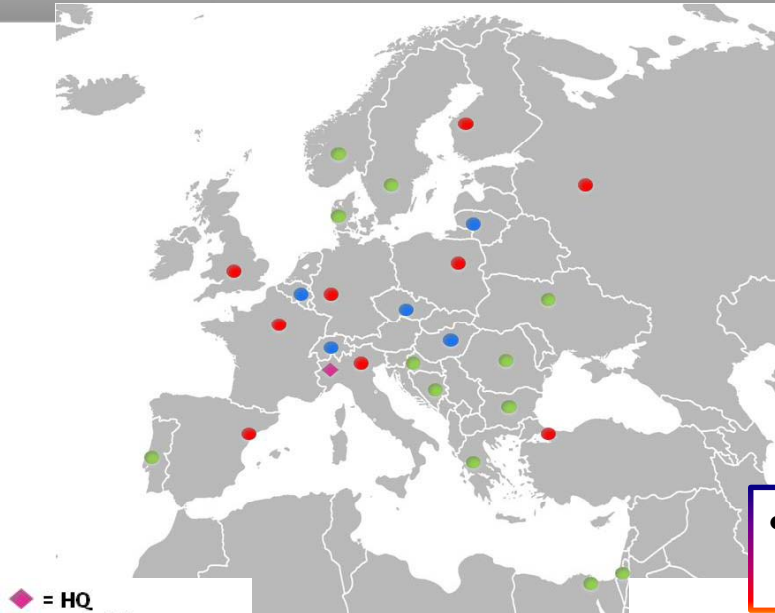 = HQ